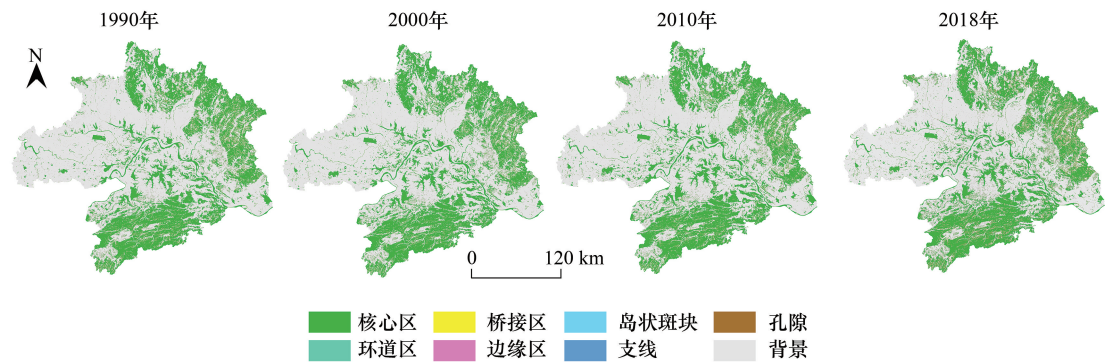 1990年 2000年 2010年 2018年
N
0 120 km
核心区 桥接区 岛状斑块 孔隙
环道区 边缘区 支线 背景